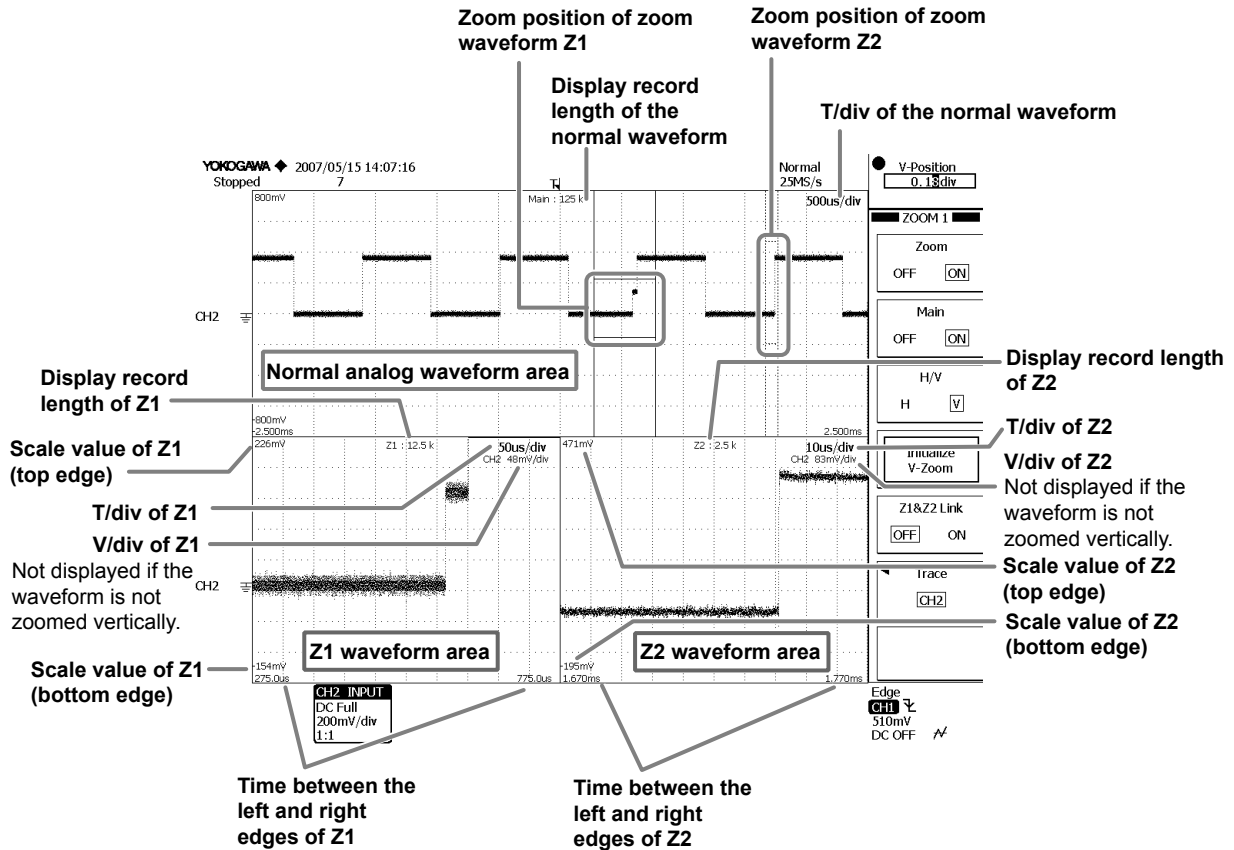 Zoom position of zoom
waveform Z1
Zoom position of zoom
waveform Z2
Display record
length of the
normal waveform
T/div of the normal waveform
YOKOGAWA ◆ 2007/05/15 14:07:16
Stopped 7
Normal
25MS/s
V-Position
0.13div
800mV
Main : 125 k
500us/div
ZOOM 1
Zoom
OFF ON
Main
OFF ON
H/V
H V
Initialize
V-Zoom
Z1&Z2 Link
OFF ON
Trace
CH2
CH2
Normal analog waveform area
-800mV
-2.500ms
2.500ms
Display record
length of Z1
Display record length
of Z2
Scale value of Z1
(top edge)
226mV
Z1 : 12.5 k
50us/div
CH2 48mV/div
471mV
Z2 : 2.5 k
10us/div
CH2 83mV/div
T/div of Z2
V/div of Z2
Not displayed if the
waveform is not
zoomed vertically.
T/div of Z1
V/div of Z1
Not displayed if the
waveform is not
zoomed vertically.
CH2
Scale value of Z2
(top edge)
Scale value of Z2
(bottom edge)
Z1 waveform area
Z2 waveform area
Scale value of Z1
(bottom edge)
-154mV
275.0us
775.0us
-195mV
1.670ms
1.770ms
CH2 INPUT
DC Full
200mV/div
1:1
Edge
CH1
510mV
DC OFF
Time between the
left and right
edges of Z1
Time between the
left and right
edges of Z2